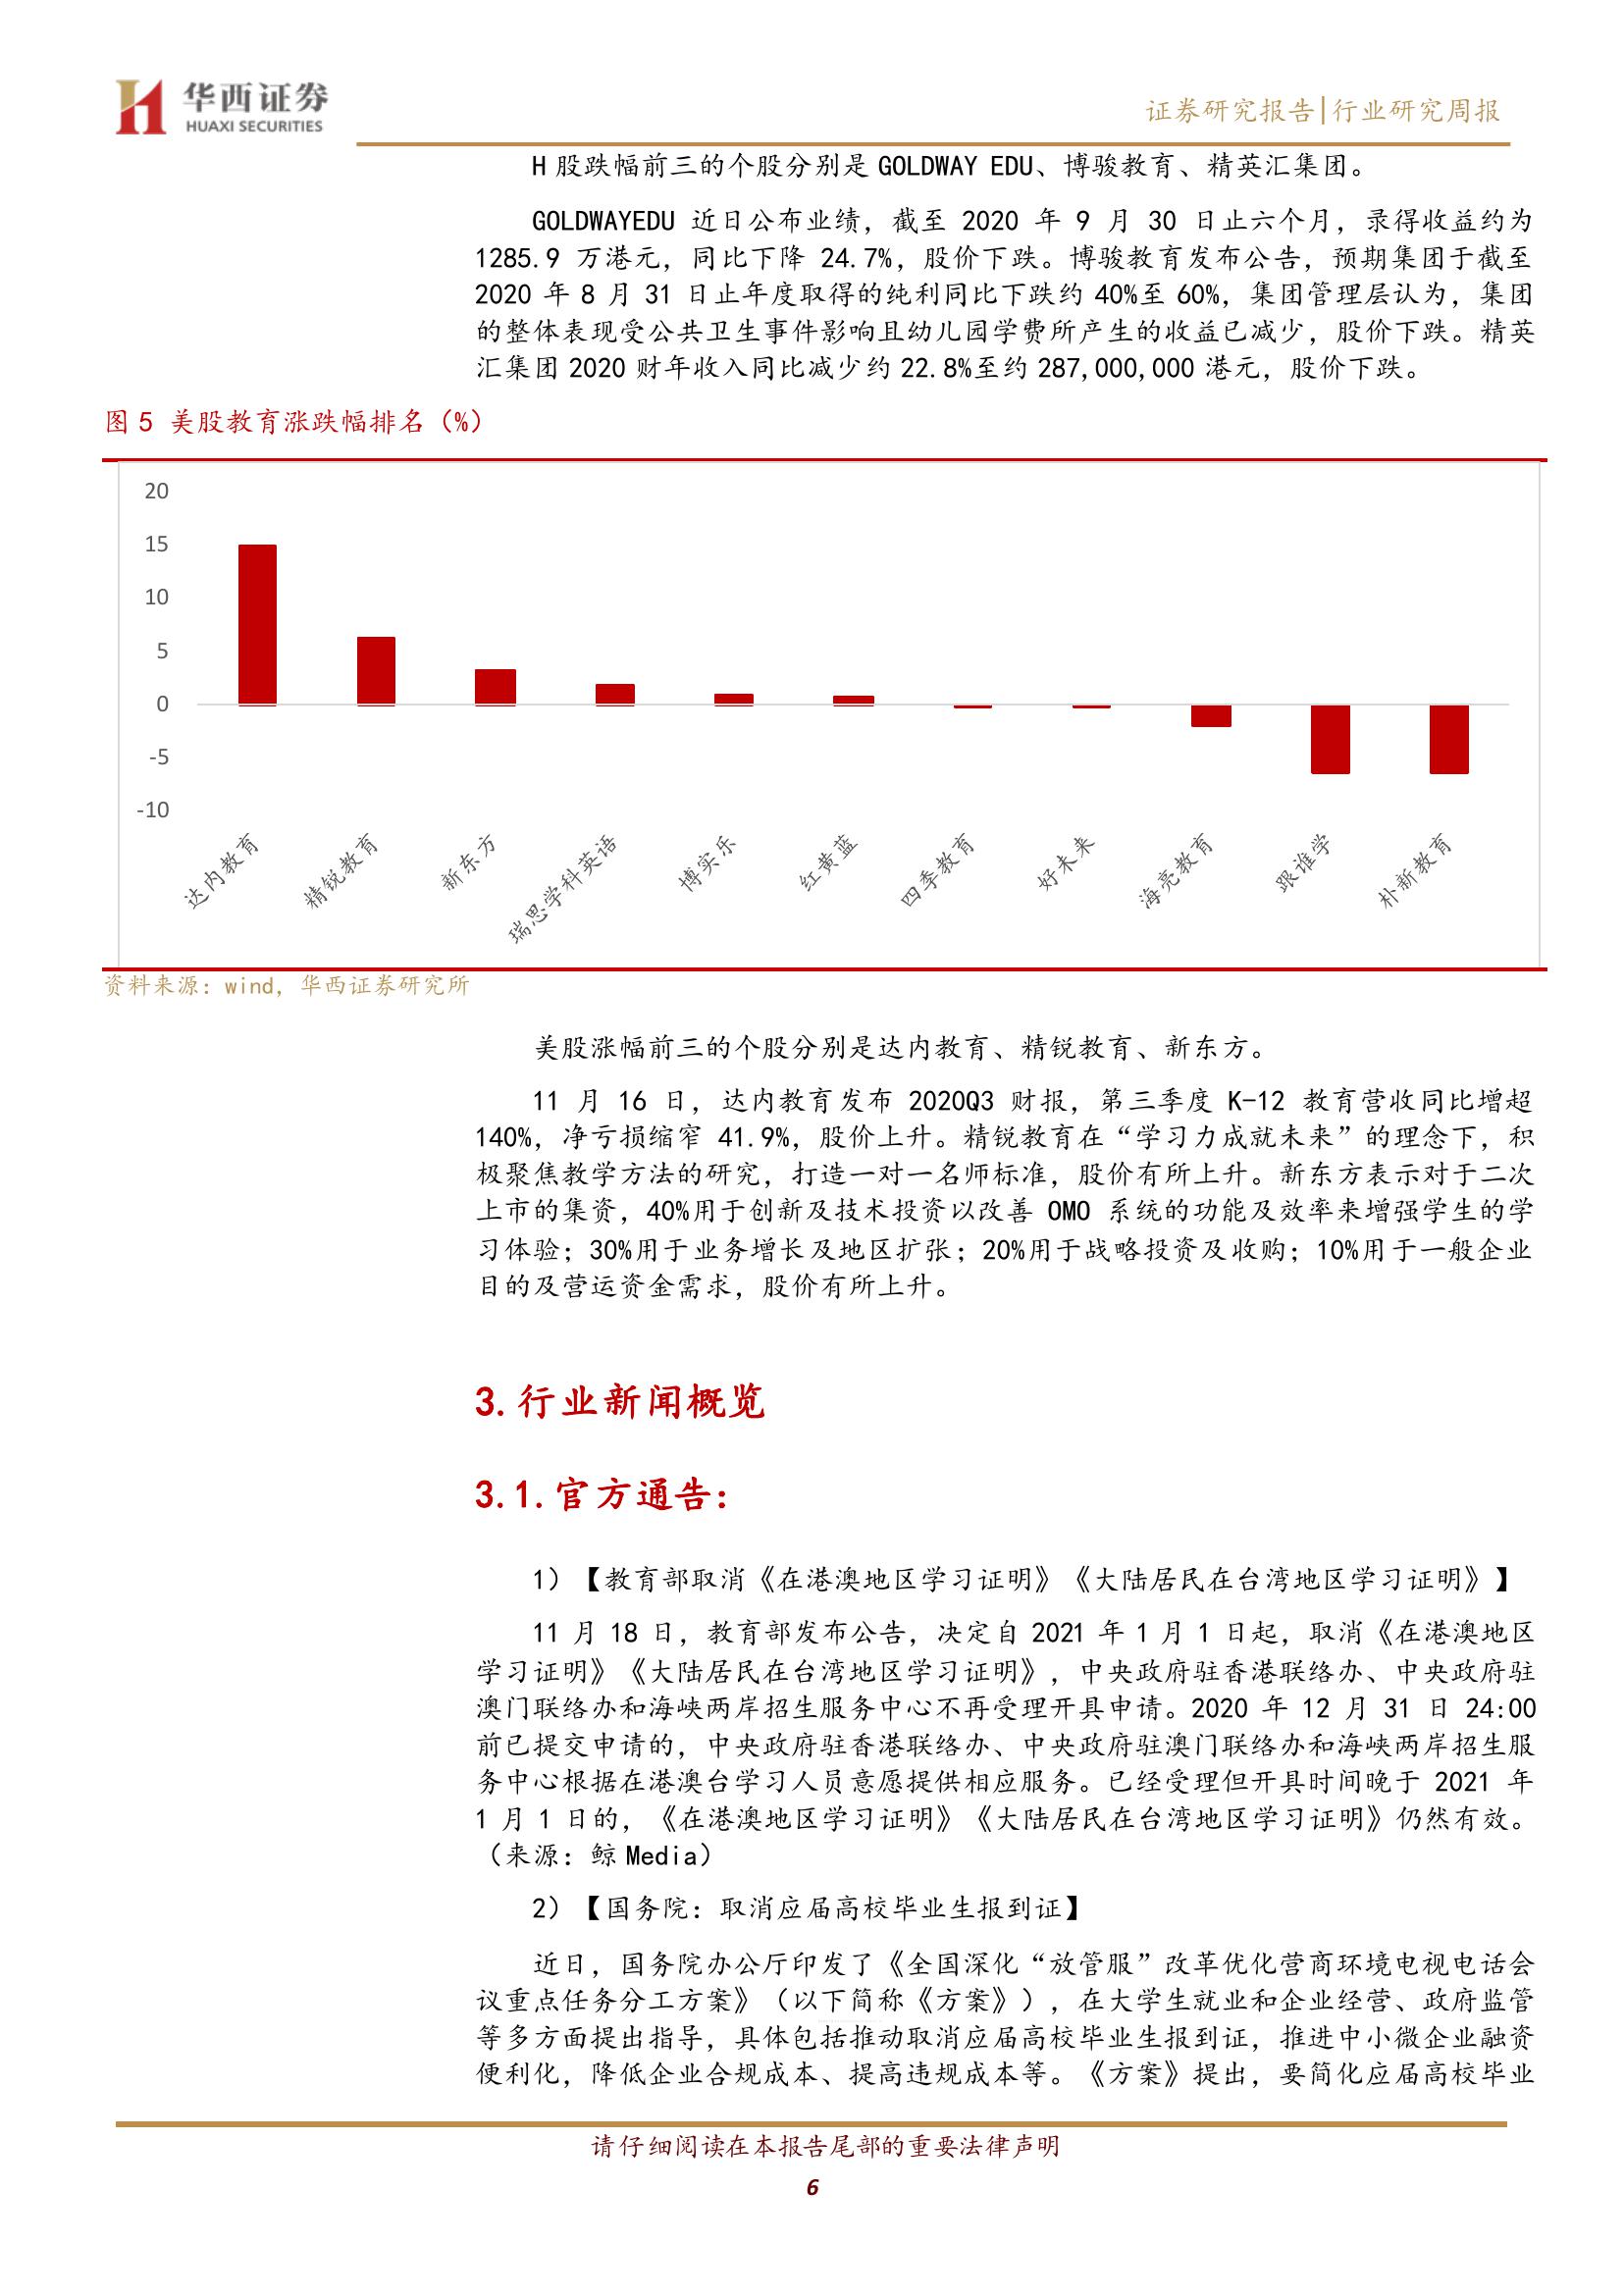 华西证券
HUAXI SECURITIES
证券研究报告|行业研究周报
H 股跌幅前三的个股分别是 GOLDWAY EDU、博骏教育、精英汇集团。
GOLDWAYEDU 近日公布业绩，截至 2020 年 9 月 30 日止六个月，录得收益约为
1285.9 万港元，同比下降 24.7%，股价下跌。博骏教育发布公告，预期集团于截至
2020 年 8 月 31 日止年度取得的纯利同比下跌约 40%至 60%，集团管理层认为，集团
的整体表现受公共卫生事件影响且幼儿园学费所产生的收益已减少，股价下跌。精英
汇集团 2020 财年收入同比减少约 22.8%至约 287,000,000 港元，股价下跌。
图 5 美股教育涨跌幅排名（%）
20
15
10
5
0
-5
-10
达内教育
精锐教育
新东方
瑞思学科英语
博实乐
红黄蓝
四季教育
好未来
海亮教育
跟谁学
朴新教育
资料来源：wind，华西证券研究所
美股涨幅前三的个股分别是达内教育、精锐教育、新东方。
11 月 16 日，达内教育发布 2020Q3 财报，第三季度 K-12 教育营收同比增超
140%，净亏损缩窄 41.9%，股价上升。精锐教育在“学习力成就未来”的理念下，积
极聚焦教学方法的研究，打造一对一名师标准，股价有所上升。新东方表示对于二次
上市的集资，40%用于创新及技术投资以改善 OMO 系统的功能及效率来增强学生的学
习体验；30%用于业务增长及地区扩张；20%用于战略投资及收购；10%用于一般企业
目的及营运资金需求，股价有所上升。
3.行业新闻概览
3.1.官方通告：
1）【教育部取消《在港澳地区学习证明》《大陆居民在台湾地区学习证明》】
11 月 18 日，教育部发布公告，决定自 2021 年 1 月 1 日起，取消《在港澳地区
学习证明》《大陆居民在台湾地区学习证明》，中央政府驻香港联络办、中央政府驻
澳门联络办和海峡两岸招生服务中心不再受理开具申请。2020 年 12 月 31 日 24:00
前已提交申请的，中央政府驻香港联络办、中央政府驻澳门联络办和海峡两岸招生服
务中心根据在港澳台学习人员意愿提供相应服务。已经受理但开具时间晚于 2021 年
1 月 1 日的，《在港澳地区学习证明》《大陆居民在台湾地区学习证明》仍然有效。
（来源：鲸 Media）
2）【国务院：取消应届高校毕业生报到证】
近日，国务院办公厅印发了《全国深化“放管服”改革优化营商环境电视电话会
议重点任务分工方案》（以下简称《方案》），在大学生就业和企业经营、政府监管
等多方面提出指导，具体包括推动取消应届高校毕业生报到证，推进中小微企业融资
便利化，降低企业合规成本、提高违规成本等。《方案》提出，要简化应届高校毕业
请仔细阅读在本报告尾部的重要法律声明
6